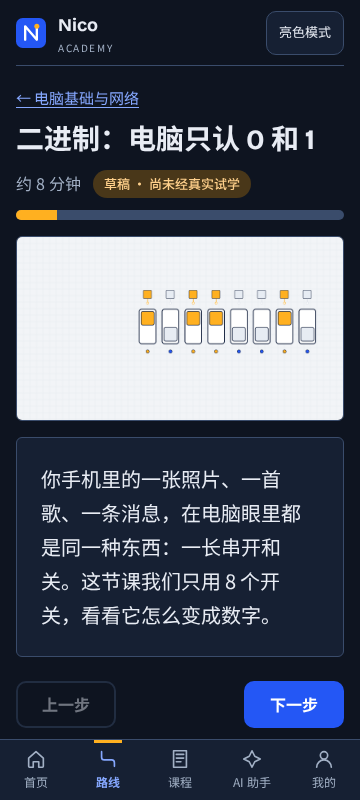 Nico
ACADEMY
亮色模式
← 电脑基础与网络
二进制：电脑只认 0 和 1
约 8 分钟
草稿 · 尚未经真实试学
你手机里的一张照片、一首
歌、一条消息，在电脑眼里都
是同一种东西：一长串开和
关。这节课我们只用 8 个开
关，看看它怎么变成数字。
上一步
下一步
首页
路线
课程
AI 助手
我的